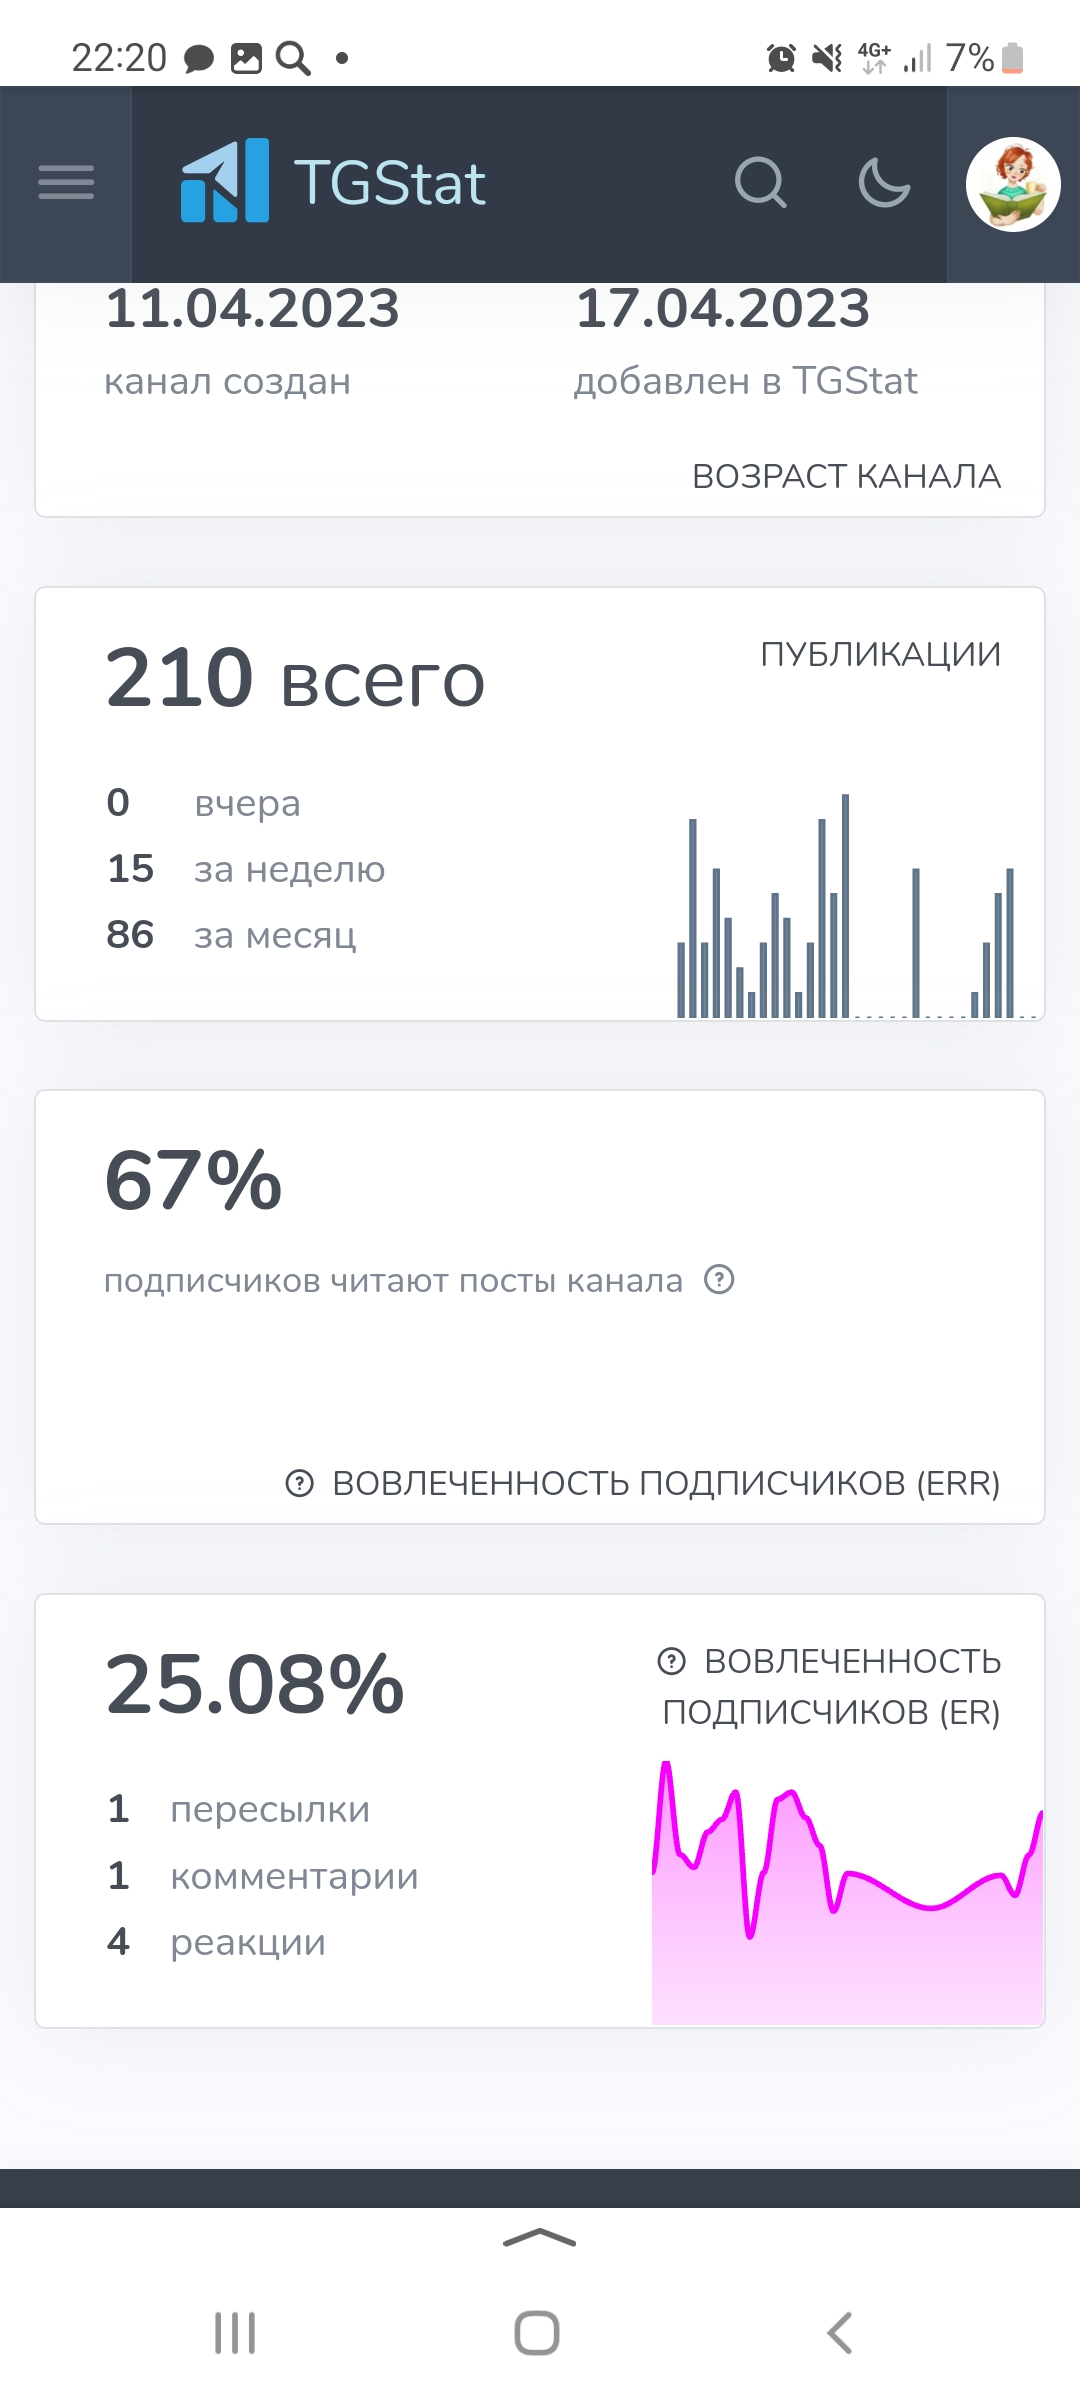 22:20
4G+
7%
TGStat
11.04.2023
17.04.2023
канал создан
добавлен в TGStat
ВОЗРАСТ КАНАЛА
210 всего
ПУБЛИКАЦИИ
0 вчера
15 за неделю
86 за месяц
67%
подписчиков читают посты канала ?
? ВОВЛЕЧЕННОСТЬ ПОДПИСЧИКОВ (ERR)
25.08%
? ВОВЛЕЧЕННОСТЬ
ПОДПИСЧИКОВ (ER)
1 пересылки
1 комментарии
4 реакции